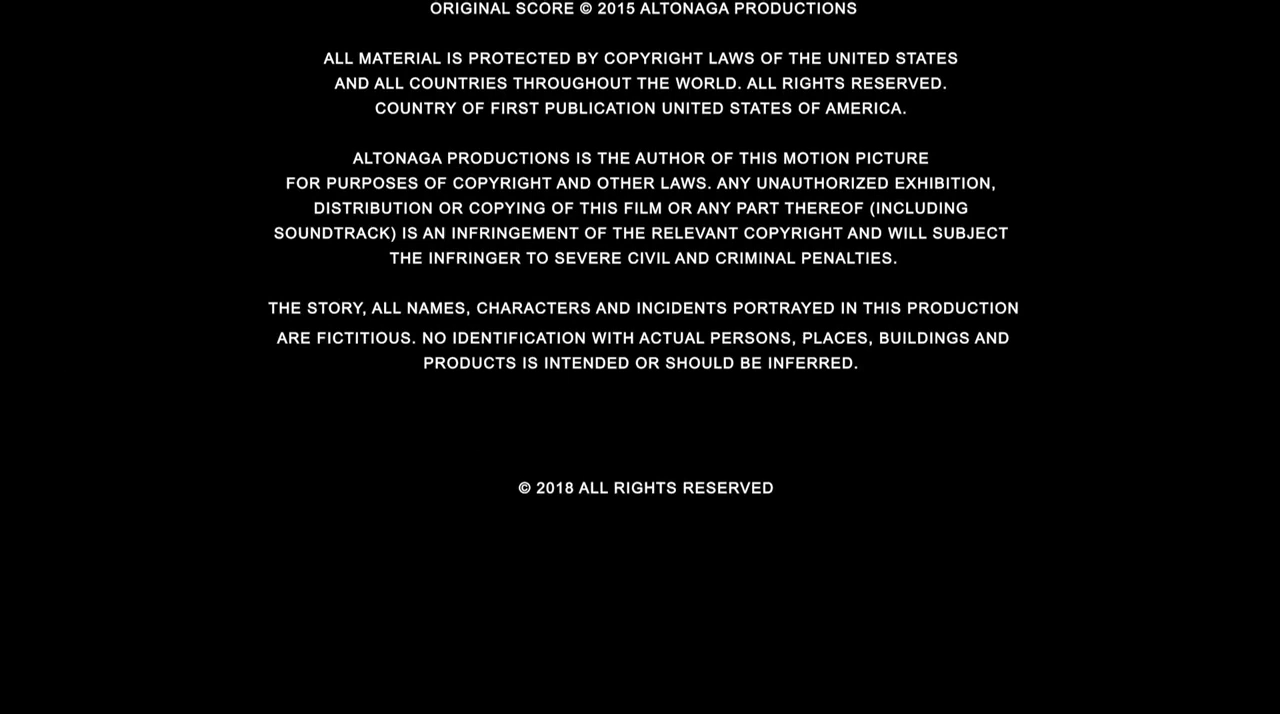 ORIGINAL SCORE © 2015 ALTONAGA PRODUCTIONS
ALL MATERIAL IS PROTECTED BY COPYRIGHT LAWS OF THE UNITED STATES
AND ALL COUNTRIES THROUGHOUT THE WORLD. ALL RIGHTS RESERVED.
COUNTRY OF FIRST PUBLICATION UNITED STATES OF AMERICA.
ALTONAGA PRODUCTIONS IS THE AUTHOR OF THIS MOTION PICTURE
FOR PURPOSES OF COPYRIGHT AND OTHER LAWS. ANY UNAUTHORIZED EXHIBITION,
DISTRIBUTION OR COPYING OF THIS FILM OR ANY PART THEREOF (INCLUDING
SOUNDTRACK) IS AN INFRINGEMENT OF THE RELEVANT COPYRIGHT AND WILL SUBJECT
THE INFRINGER TO SEVERE CIVIL AND CRIMINAL PENALTIES.
THE STORY, ALL NAMES, CHARACTERS AND INCIDENTS PORTRAYED IN THIS PRODUCTION
ARE FICTITIOUS. NO IDENTIFICATION WITH ACTUAL PERSONS, PLACES, BUILDINGS AND
PRODUCTS IS INTENDED OR SHOULD BE INFERRED.
© 2018 ALL RIGHTS RESERVED